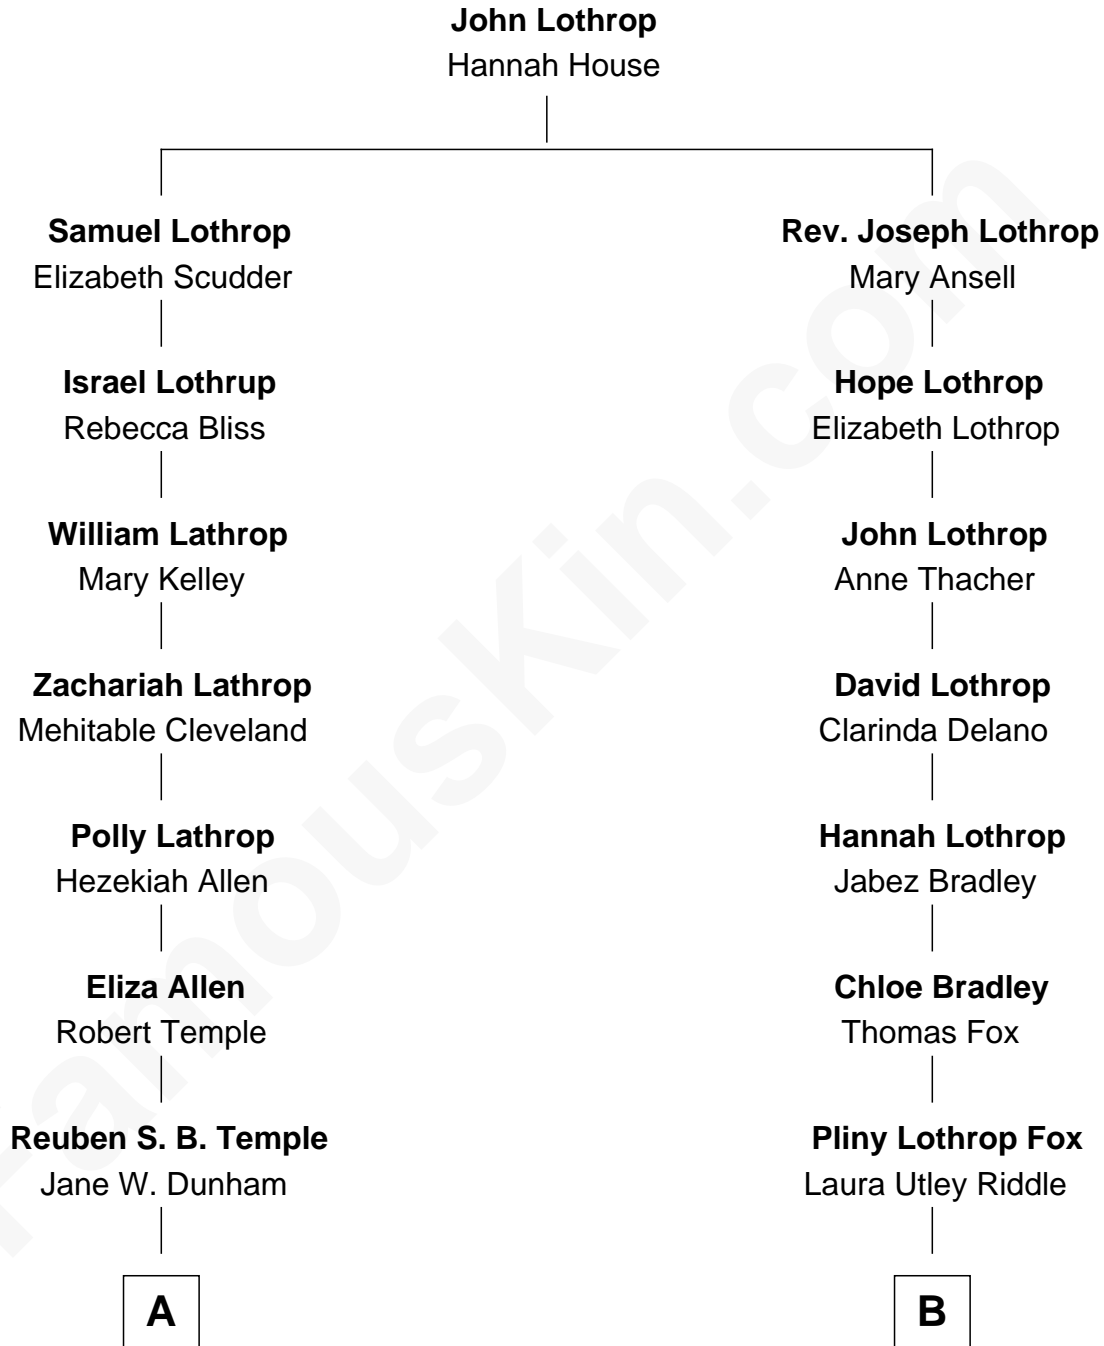 John Lothrop
Hannah House
Samuel Lothrop
Elizabeth Scudder
Rev. Joseph Lothrop
Mary Ansell
Israel Lothrup
Rebecca Bliss
Hope Lothrop
Elizabeth Lothrop
William Lathrop
Mary Kelley
John Lothrop
Anne Thacher
Zachariah Lathrop
Mehitable Cleveland
David Lothrop
Clarinda Delano
Polly Lathrop
Hezekiah Allen
Hannah Lothrop
Jabez Bradley
Eliza Allen
Robert Temple
Chloe Bradley
Thomas Fox
Reuben S. B. Temple
Jane W. Dunham
Pliny Lothrop Fox
Laura Utley Riddle
A
B
FamousKin.com